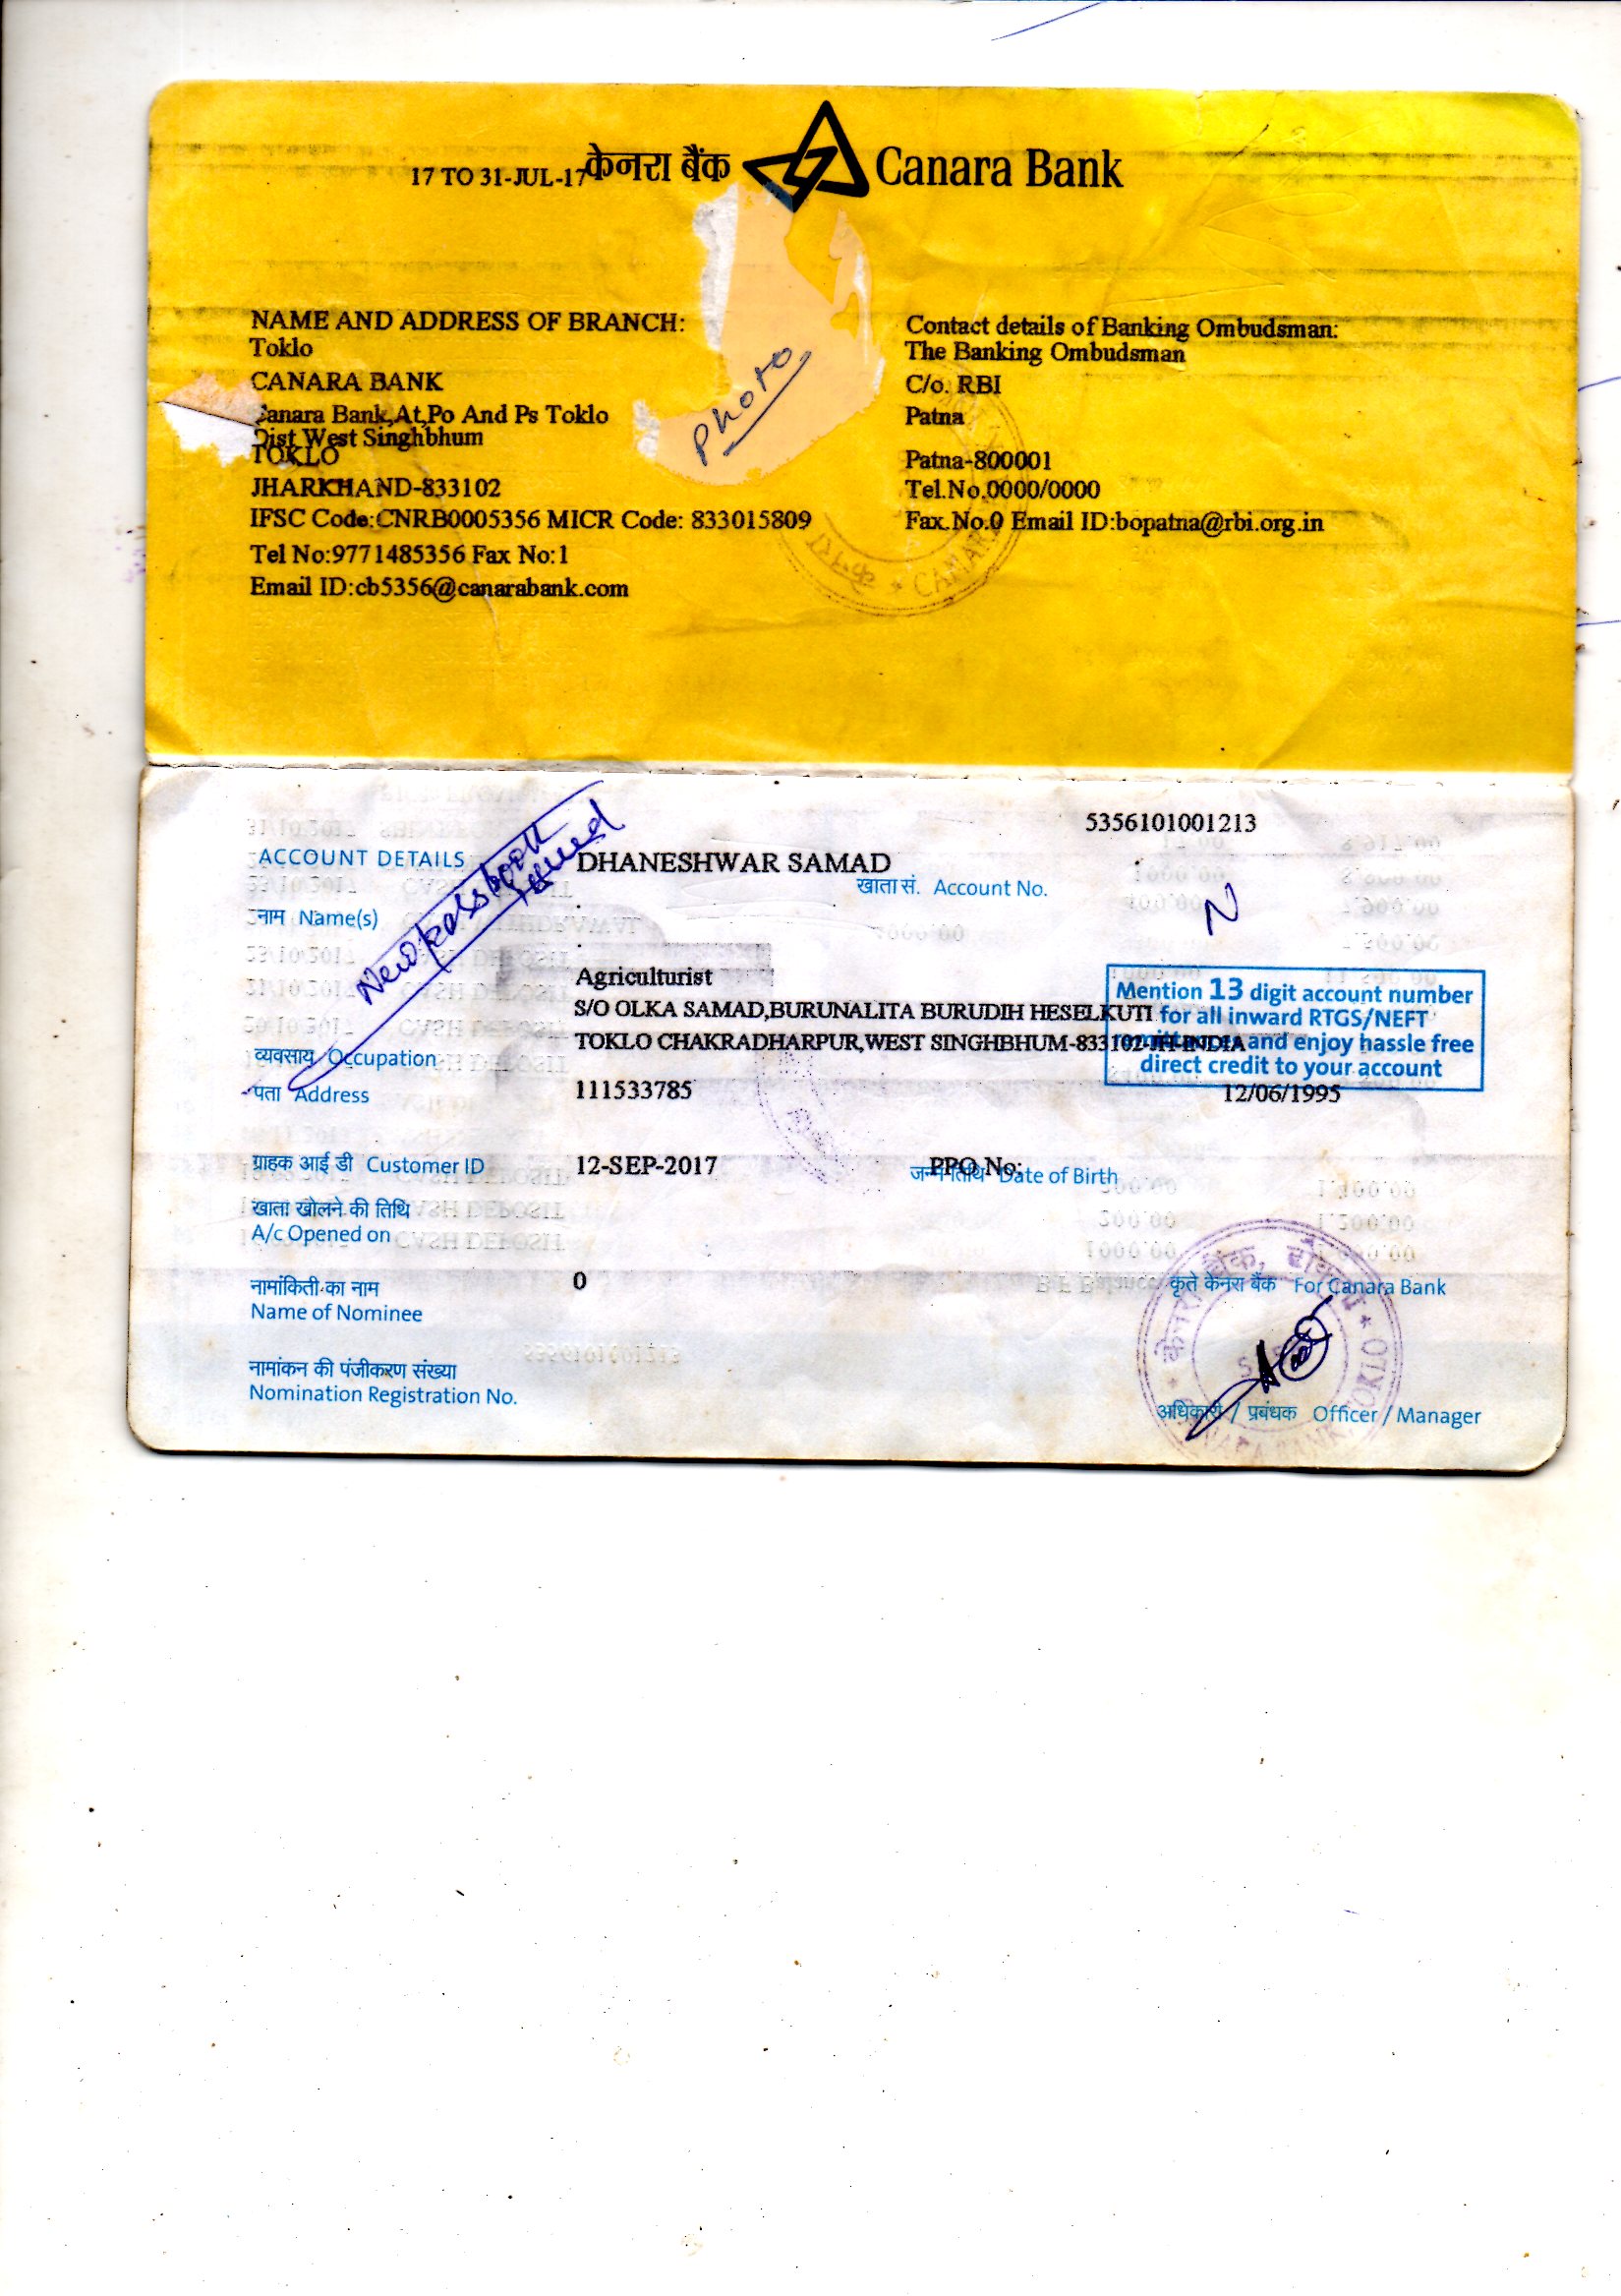 17 TO 31-JUL-17 केनरा बैंक Canara Bank
NAME AND ADDRESS OF BRANCH:
Toklo
CANARA BANK
Canara Bank,At,Po And Ps Toklo
Dist West Singhbhum
TOKLO
JHARKHAND-833102
IFSC Code:CNRB0005356 MICR Code: 833015809
Tel No:9771485356 Fax No:1
Email ID:cb5356@canarabank.com
Photo
Contact details of Banking Ombudsman:
The Banking Ombudsman
C/o. RBI
Patna
Patna-800001
Tel.No.0000/0000
Fax.No.0 Email ID:bopatna@rbi.org.in
5356101001213
ACCOUNT DETAILS
DHANESHWAR SAMAD
खाता सं. Account No.
नाम Name(s)
New passbook
issued
N
Agriculturist
S/O OLKA SAMAD,BURUNALITA BURUDIH HESELKUTI
TOKLO CHAKRADHARPUR,WEST SINGHBHUM-833102-JH-INDIA
Mention 13 digit account number
for all inward RTGS/NEFT
remittances and enjoy hassle free
direct credit to your account
व्यवसाय Occupation
पता Address
111533785
12/06/1995
ग्राहक आई डी Customer ID
12-SEP-2017
PPO No:
जन्म तिथि Date of Birth
खाता खोलने की तिथि
A/c Opened on
नामांकिती का नाम
Name of Nominee
0
कृते केनरा बैंक For Canara Bank
नामांकन की पंजीकरण संख्या
Nomination Registration No.
अधिकारी / प्रबंधक Officer / Manager